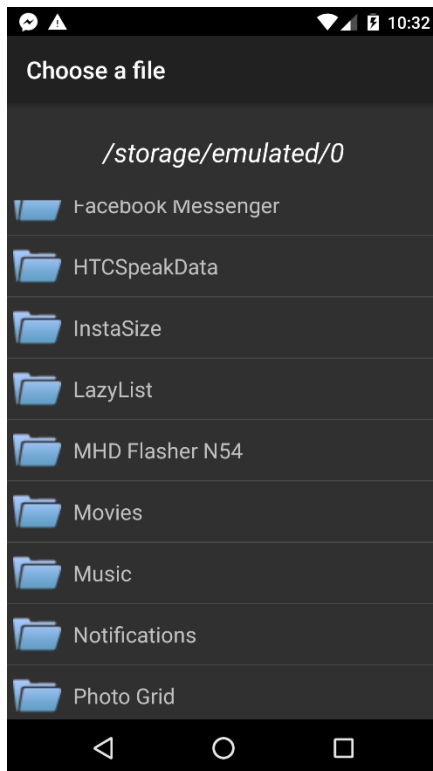 10:32
Choose a file
/storage/emulated/0
Facebook Messenger
HTCSpeakData
InstaSize
LazyList
MHD Flasher N54
Movies
Music
Notifications
Photo Grid